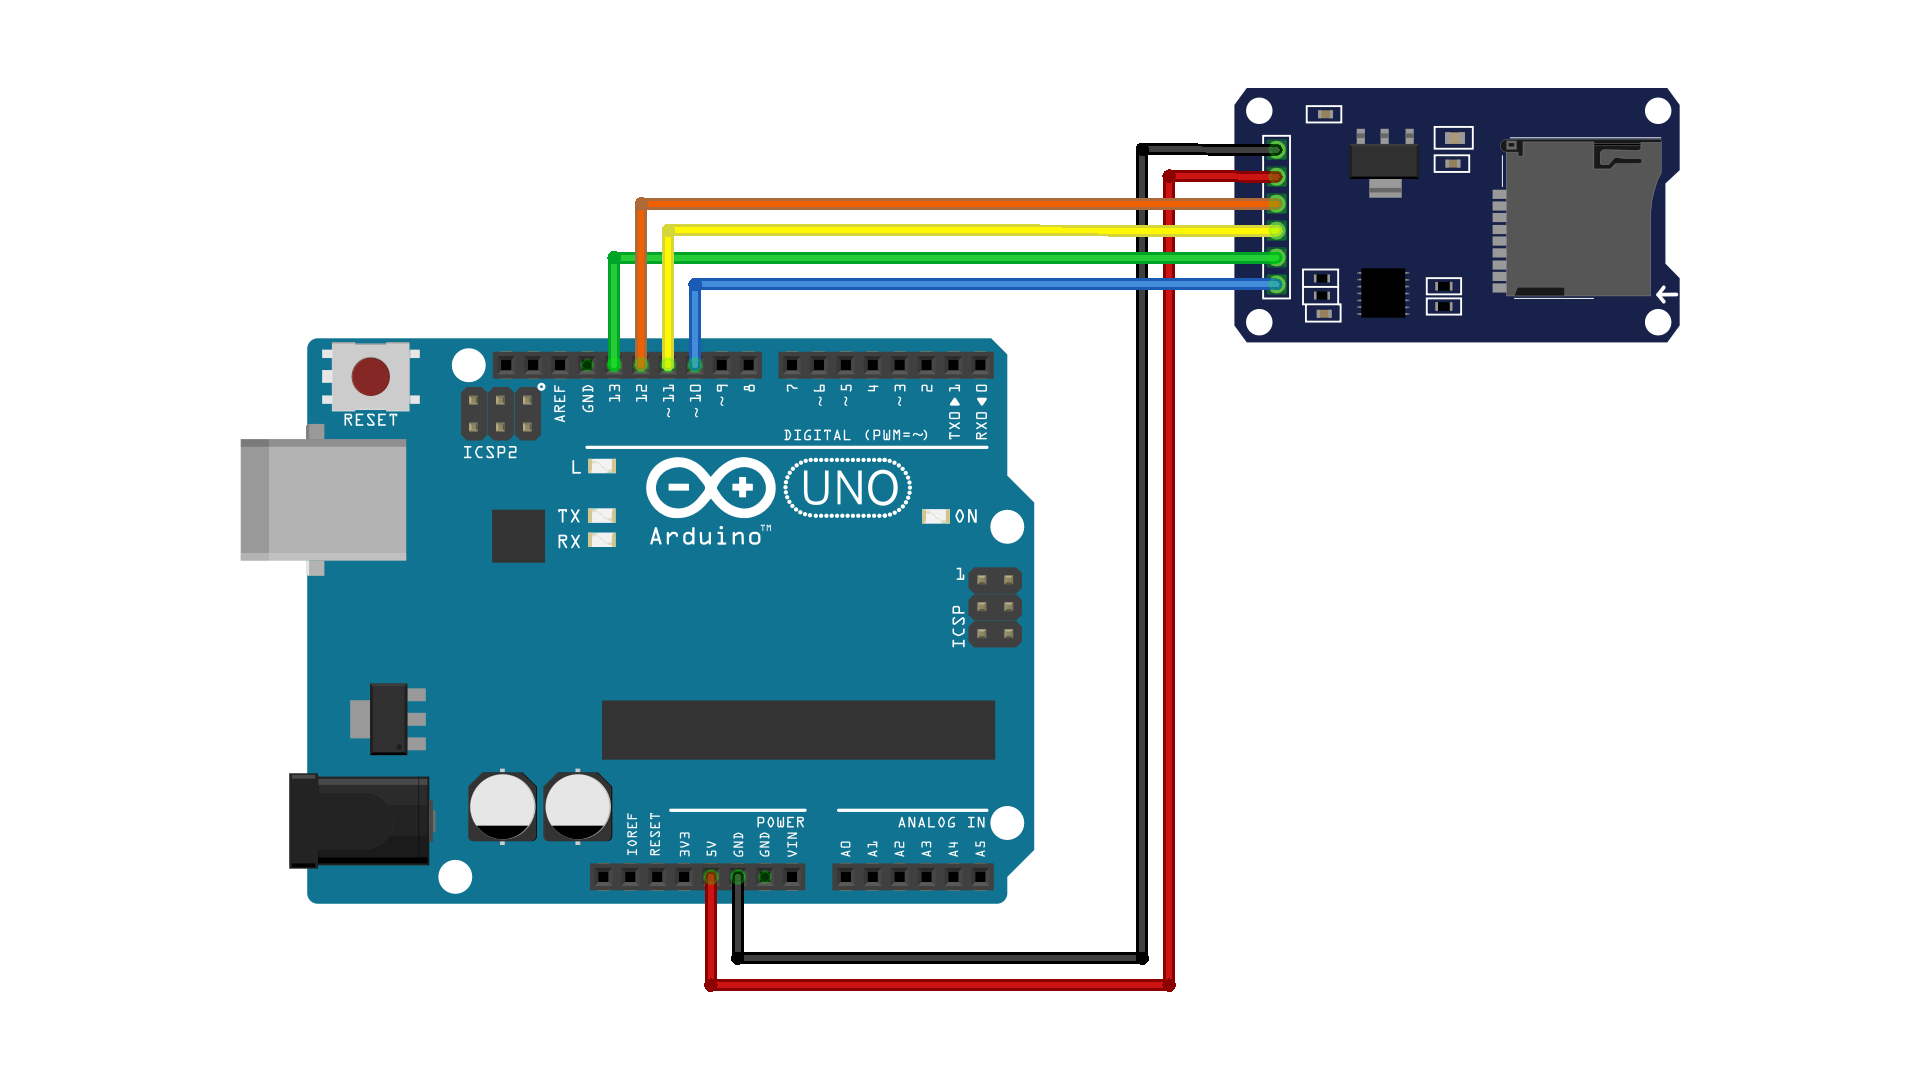 RESET
ICSP2
AREF
GND
13
12
~11
~10
~9
8
7
~6
~5
4
~3
2
TX0▶1
RX0◀0
DIGITAL (PWM=~)
L
TX
RX
Arduino™
UNO
ON
1
ICSP
IOREF
RESET
3V3
5V
GND
GND
VIN
POWER
ANALOG IN
A0
A1
A2
A3
A4
A5